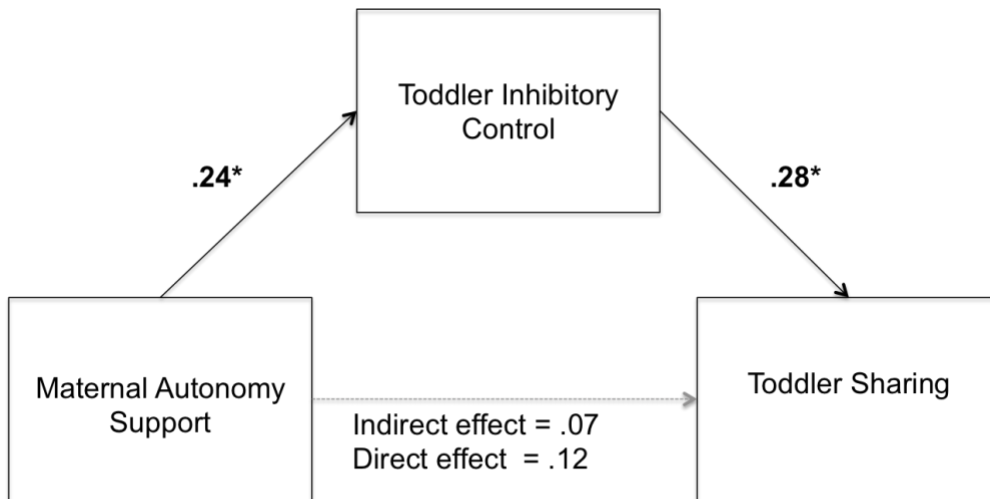 Toddler Inhibitory
Control
.24*
.28*
Maternal Autonomy
Support
Toddler Sharing
Indirect effect = .07
Direct effect  = .12